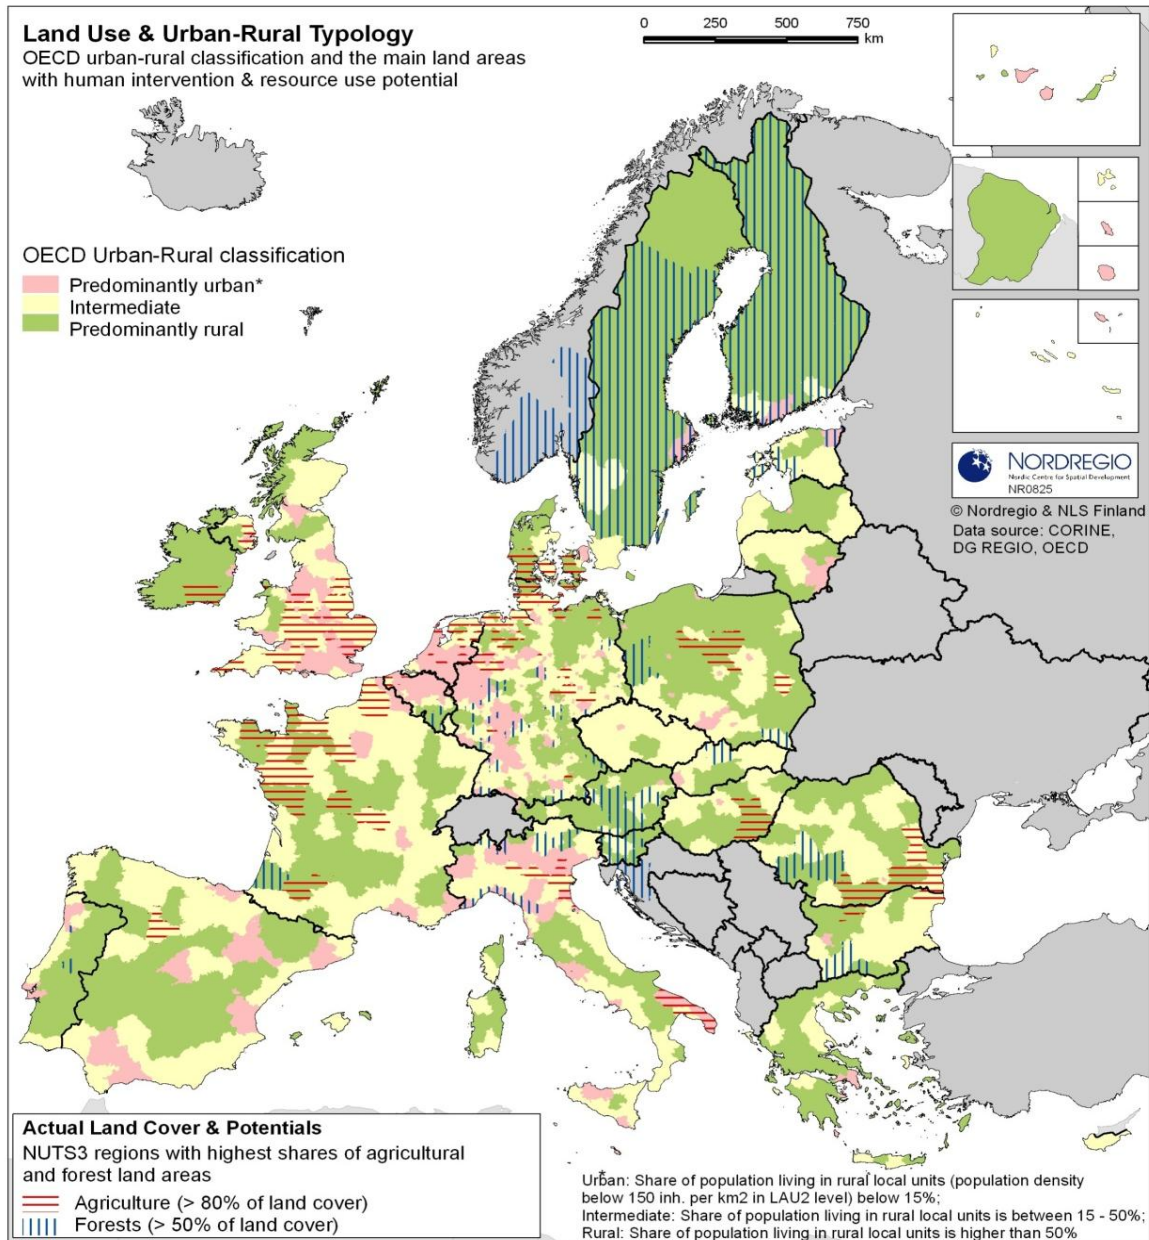 Land Use & Urban-Rural Typology
OECD urban-rural classification and the main land areas
with human intervention & resource use potential
0 250 500 750
km
OECD Urban-Rural classification
Predominantly urban*
Intermediate
Predominantly rural
NORDREGIO
Nordic Centre for Spatial Development
NR0825
© Nordregio & NLS Finland
Data source: CORINE,
DG REGIO, OECD
Actual Land Cover & Potentials
NUTS3 regions with highest shares of agricultural
and forest land areas
Agriculture (> 80% of land cover)
Forests (> 50% of land cover)
*
Urban: Share of population living in rural local units (population density
below 150 inh. per km2 in LAU2 level) below 15%;
Intermediate: Share of population living in rural local units is between 15 - 50%;
Rural: Share of population living in rural local units is higher than 50%